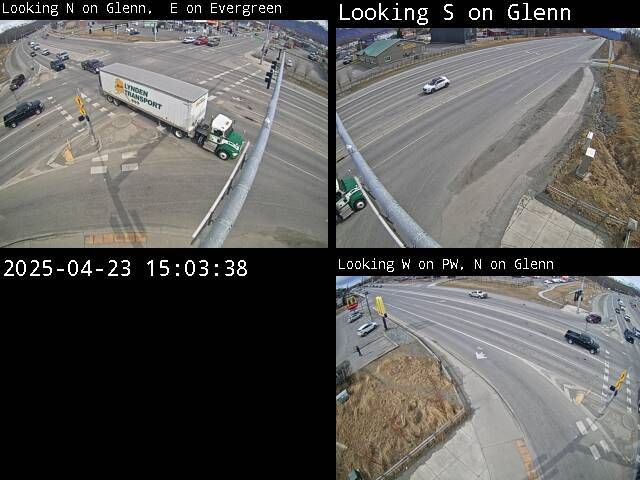 Looking N on Glenn,  E on Evergreen
Looking S on Glenn
LYNDEN
TRANSPORT
2025-04-23 15:03:38
Looking W on PW, N on Glenn